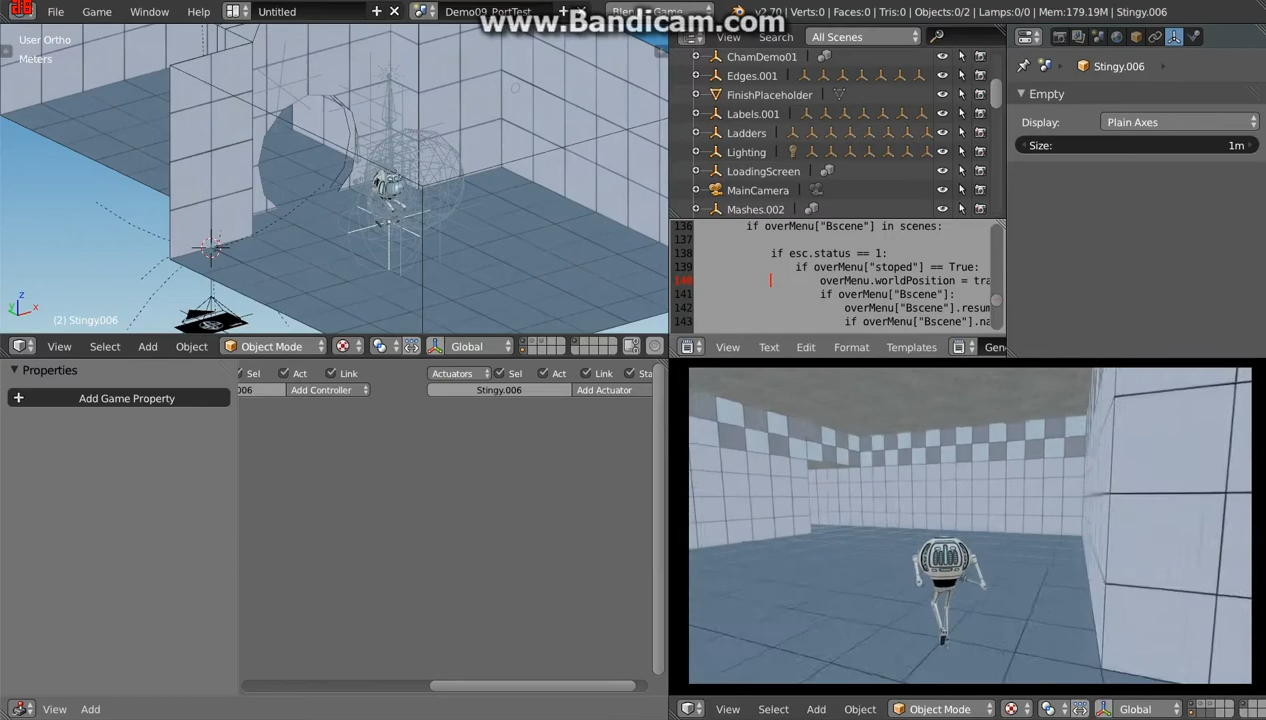 www.Bandicam.com
File Game Window Help Untitled Demo09_PortTest Blender Game v2.70 | Verts:0 | Faces:0 | Tris:0 | Objects:0/2 | Lamps:0/0 | Mem:179.19M | Stingy.006
User Ortho
Meters
(2) Stingy.006
View Select Add Object Object Mode Global
View Search All Scenes
ChamDemo01
Edges.001
FinishPlaceholder
Labels.001
Ladders
Lighting
LoadingScreen
MainCamera
Mashes.002
136 if overMenu["Bscene"] in scenes:
137
138 if esc.status == 1:
139 if overMenu["stoped"] == True:
140 overMenu.worldPosition = tra
141 if overMenu["Bscene"]:
142 overMenu["Bscene"].resum
143 if overMenu["Bscene"].na
View Text Edit Format Templates Gen
Stingy.006
Empty
Display: Plain Axes
Size: 1m
Properties
Add Game Property
Sel Act Link
006 Add Controller
Actuators Sel Act Link Sta
Stingy.006 Add Actuator
View Add
View Select Add Object Object Mode Global